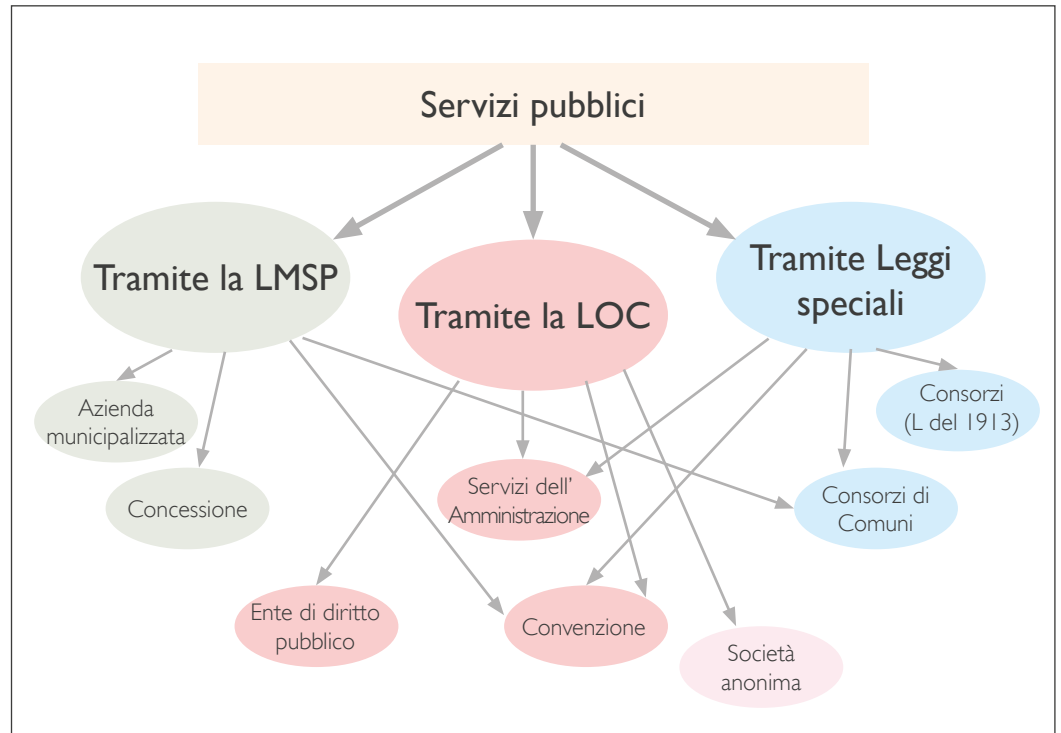 Servizi pubblici
Tramite la LMSP
Tramite la LOC
Tramite Leggi
speciali
Azienda
municipalizzata
Concessione
Servizi dell'
Amministrazione
Consorzi
(L del 1913)
Consorzi di
Comuni
Ente di diritto
pubblico
Convenzione
Società
anonima